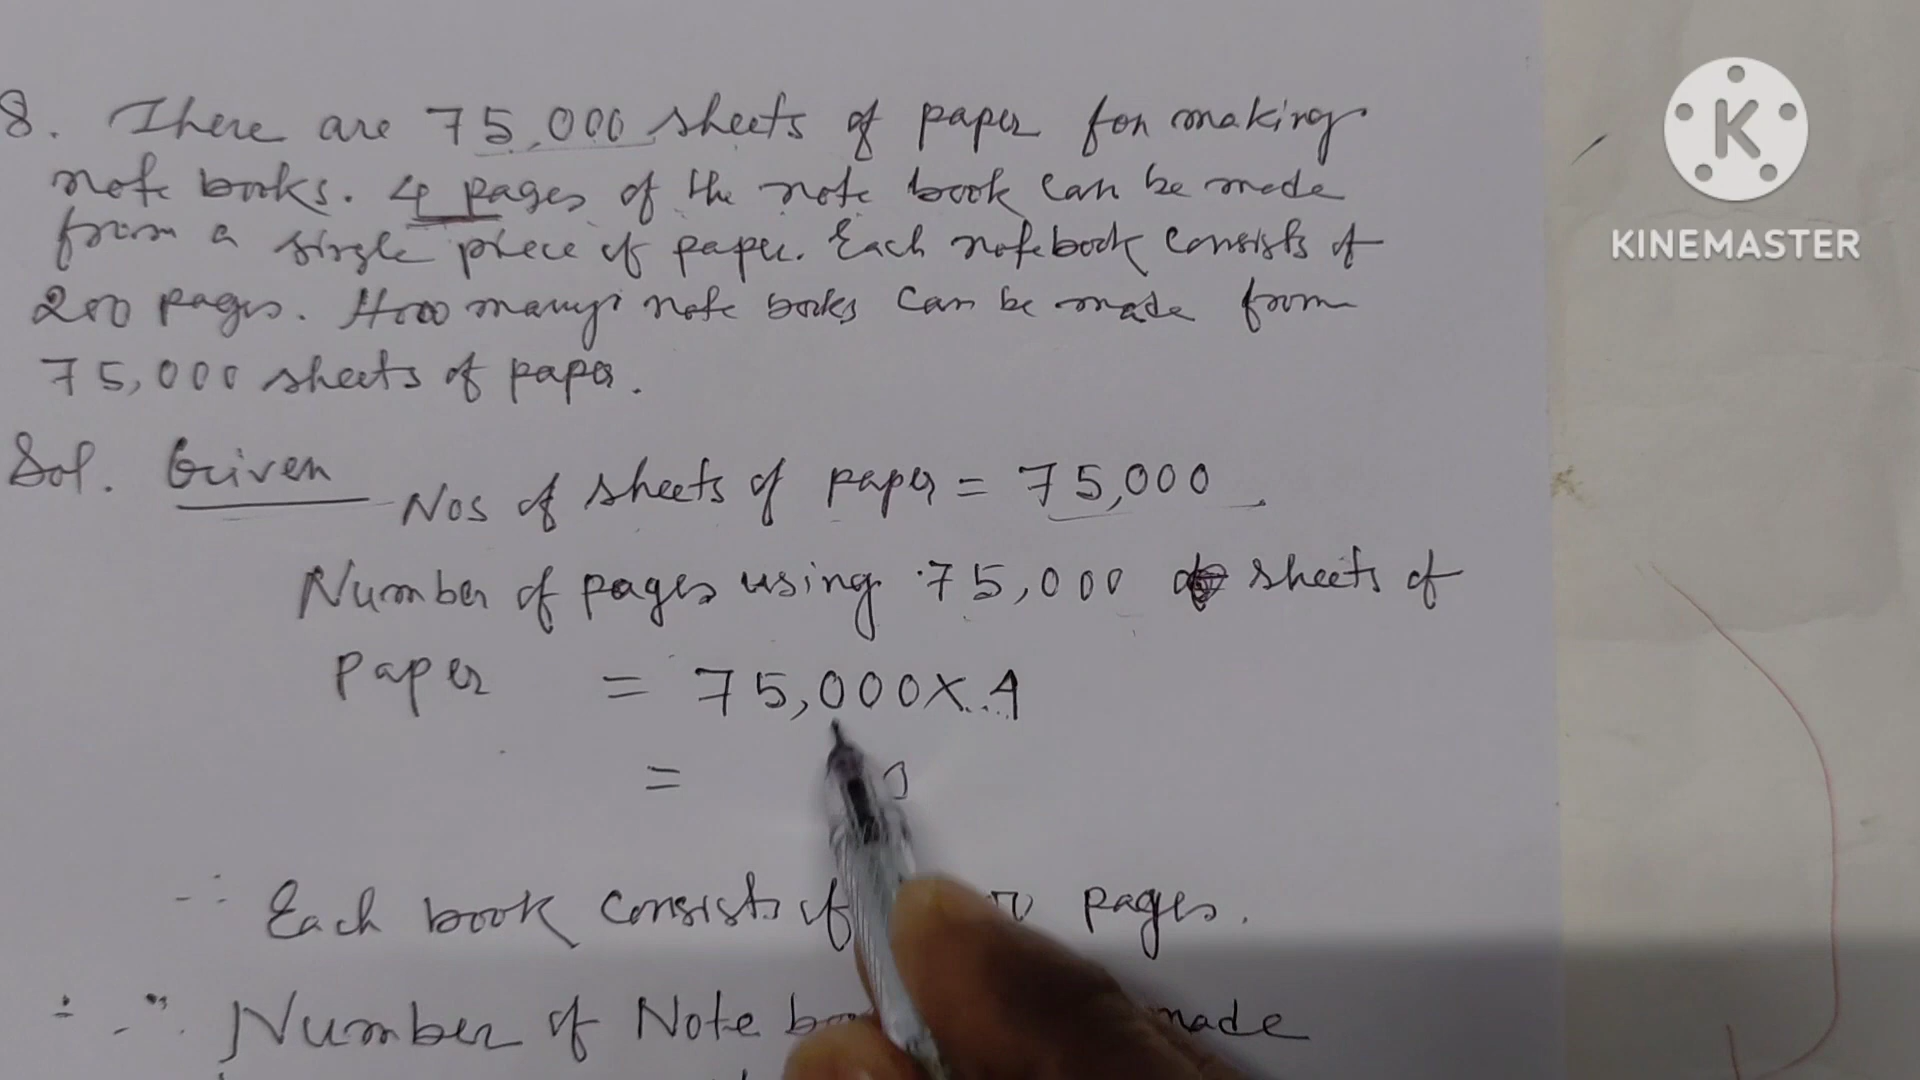 8. There are 75,000 sheets of paper for making
note books. 4 pages of the note book can be made
from a single piece of paper. Each notebook consists of
200 pages. How many note books can be made from
75,000 sheets of paper.
Sol. Given
Nos of sheets of paper = 75,000
Number of pages using 75,000 sheets of
paper = 75,000 X 4
=
∵ Each book consists of pages.
∴ Number of Note made
K
KINEMASTER